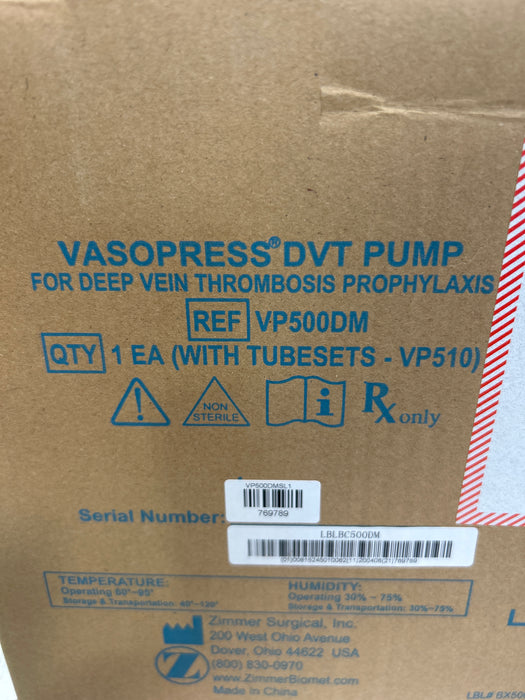 VASOPRESS® DVT PUMP
FOR DEEP VEIN THROMBOSIS PROPHYLAXIS
REF VP500DM
QTY 1 EA (WITH TUBESETS - VP510)
NON STERILE
i
Rx only
VP500DMSL1
Serial Number:
769789
LBLBC500DM
TEMPERATURE:
Operating 60°-95°
Storage & Transportation: 40°-120°
HUMIDITY:
Operating 30% - 75%
Storage & Transportation: 30%-75%
Zimmer Surgical, Inc.
200 West Ohio Avenue
Dover, Ohio 44622 USA
(800) 830-0970
www.ZimmerBiomet.com
Made in China
L
LBL# BX50